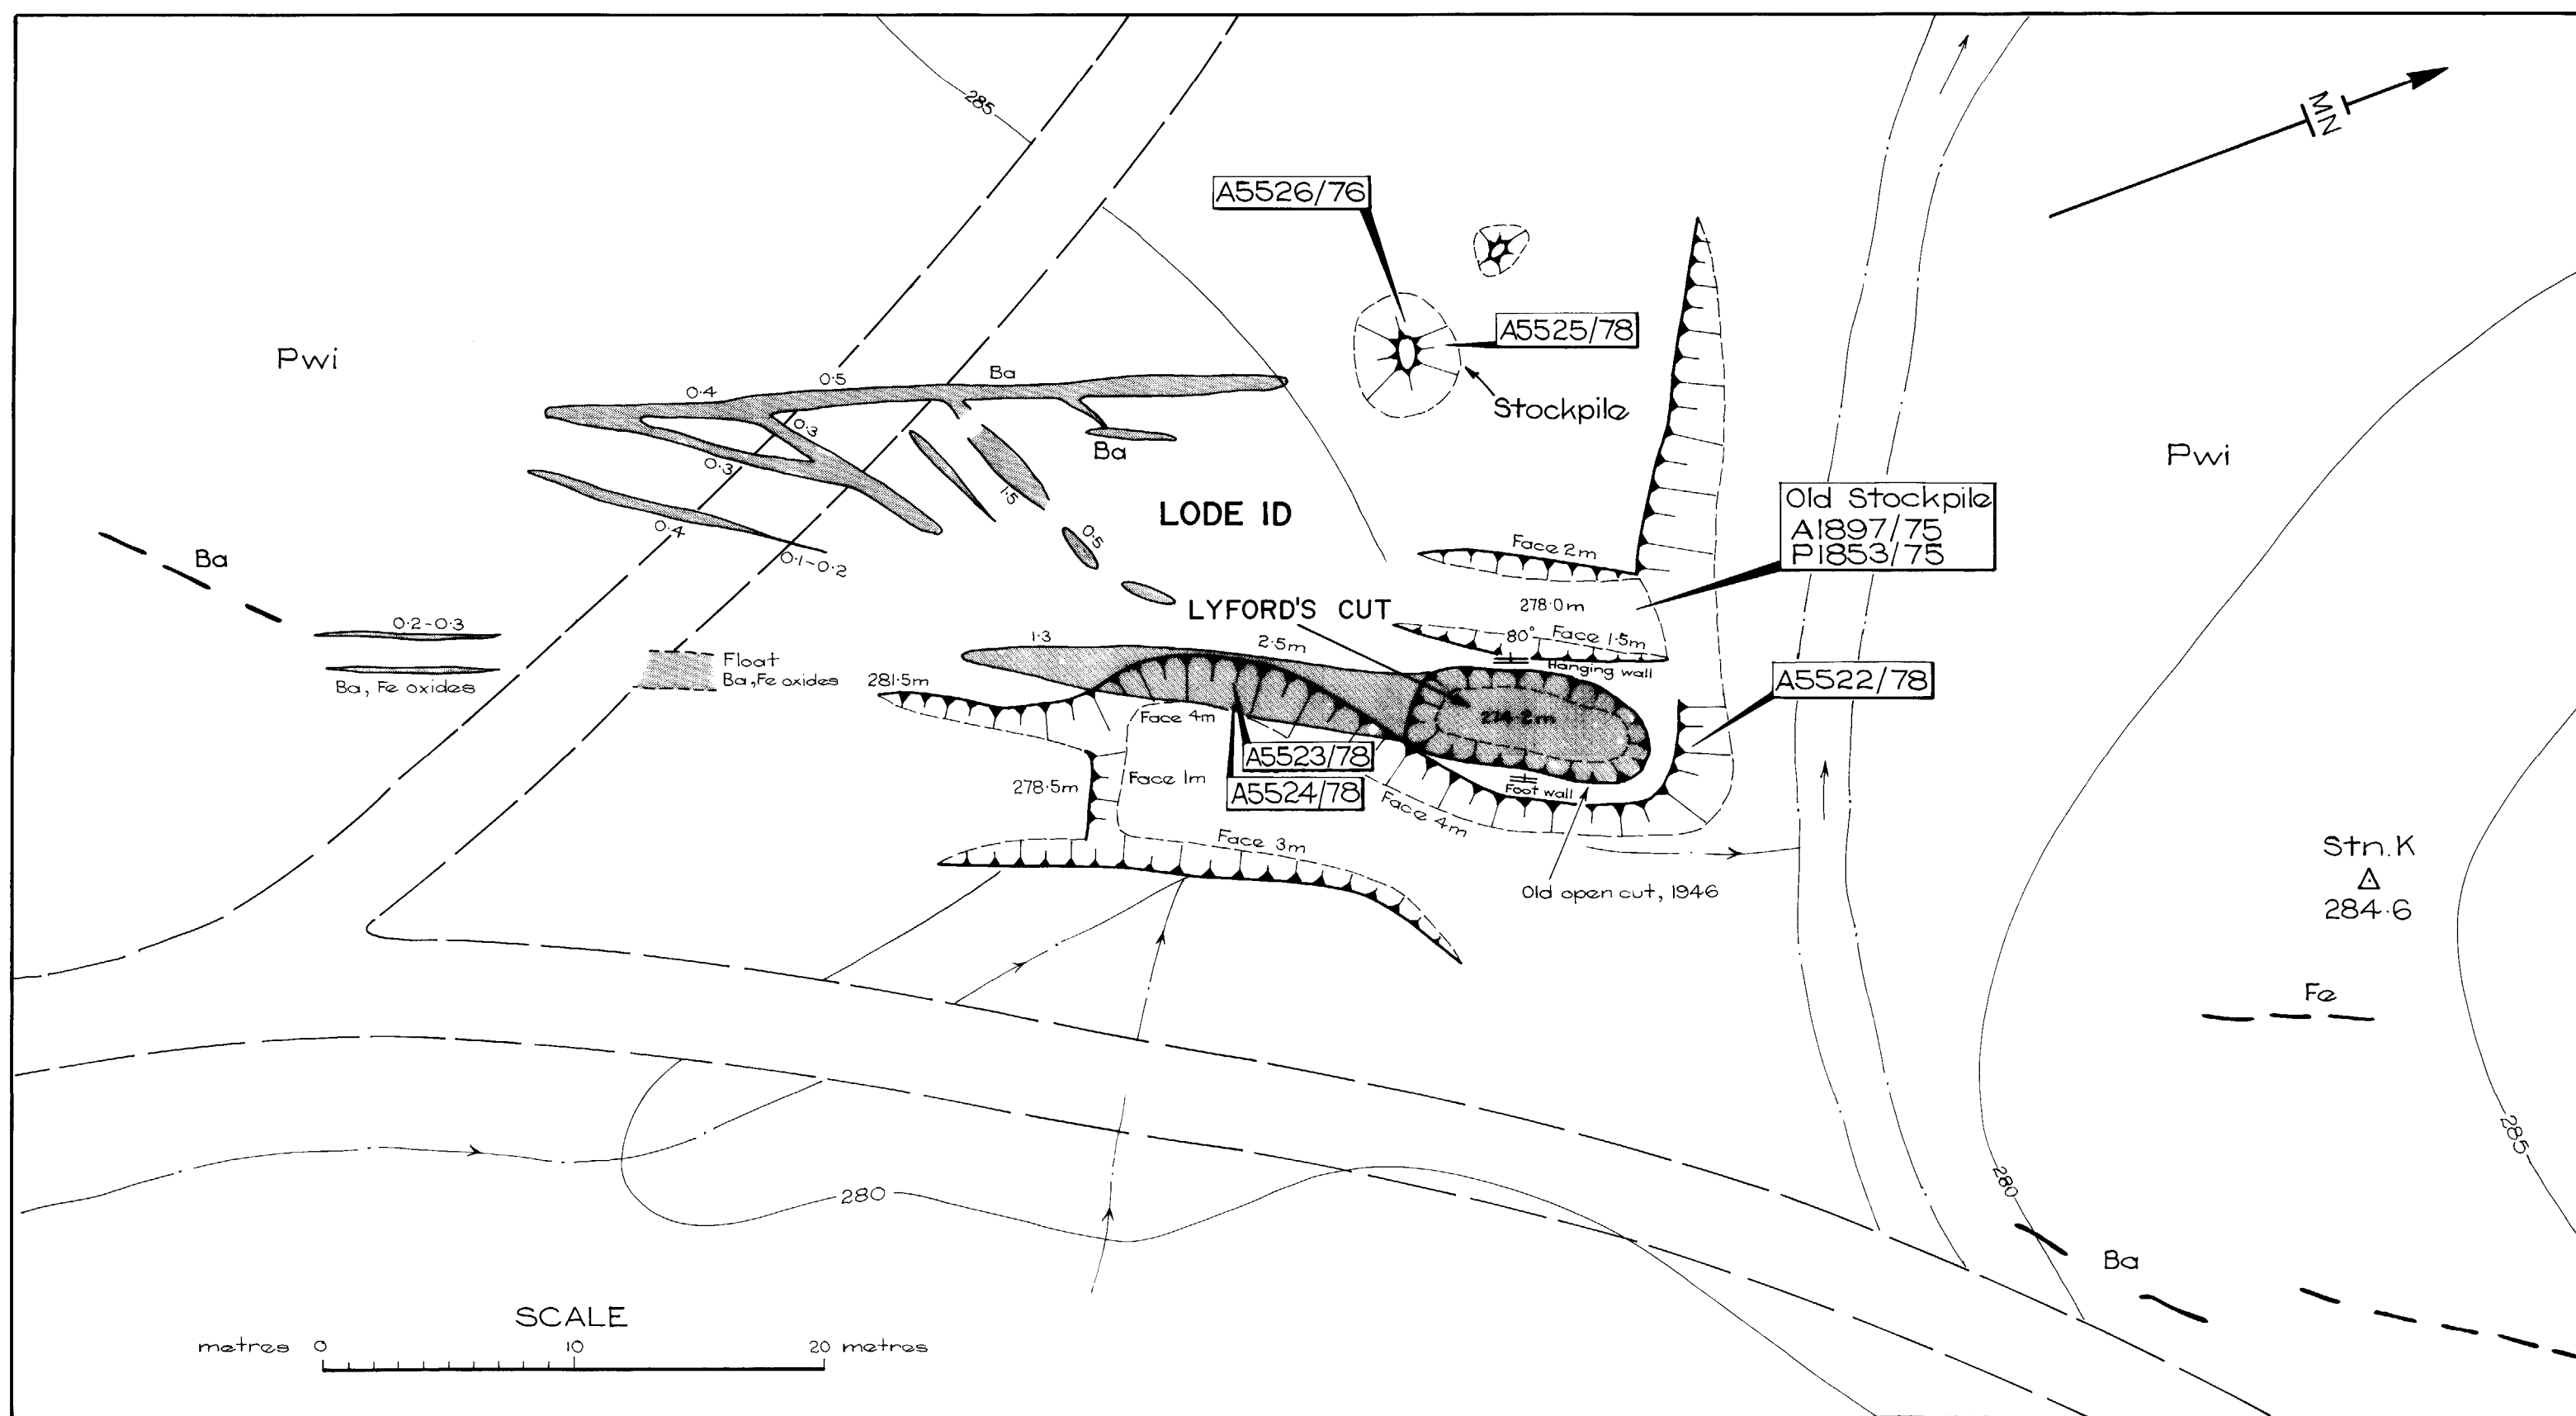 285
MN
A5526/76
A5525/78
Stockpile
Pwi
0·4
0·5
Ba
0·3
0·3
Ba
1·5
LODE 1D
0·5
0·4
0·1-0·2
Ba
0·2-0·3
Ba, Fe oxides
Float
Ba, Fe oxides
Pwi
Old Stockpile
A1897/75
P1853/75
Face 2m
278·0m
LYFORD'S CUT
80°
Face 1·5m
Hanging wall
1·3
2·5m
281·5m
A5522/78
274·2m
Face 4m
A5523/78
A5524/78
278·5m
Face 1m
Foot wall
Face 4m
Face 3m
Old open cut, 1946
Stn. K
284·6
Fe
285
280
280
Ba
SCALE
metres 0 10 20 metres